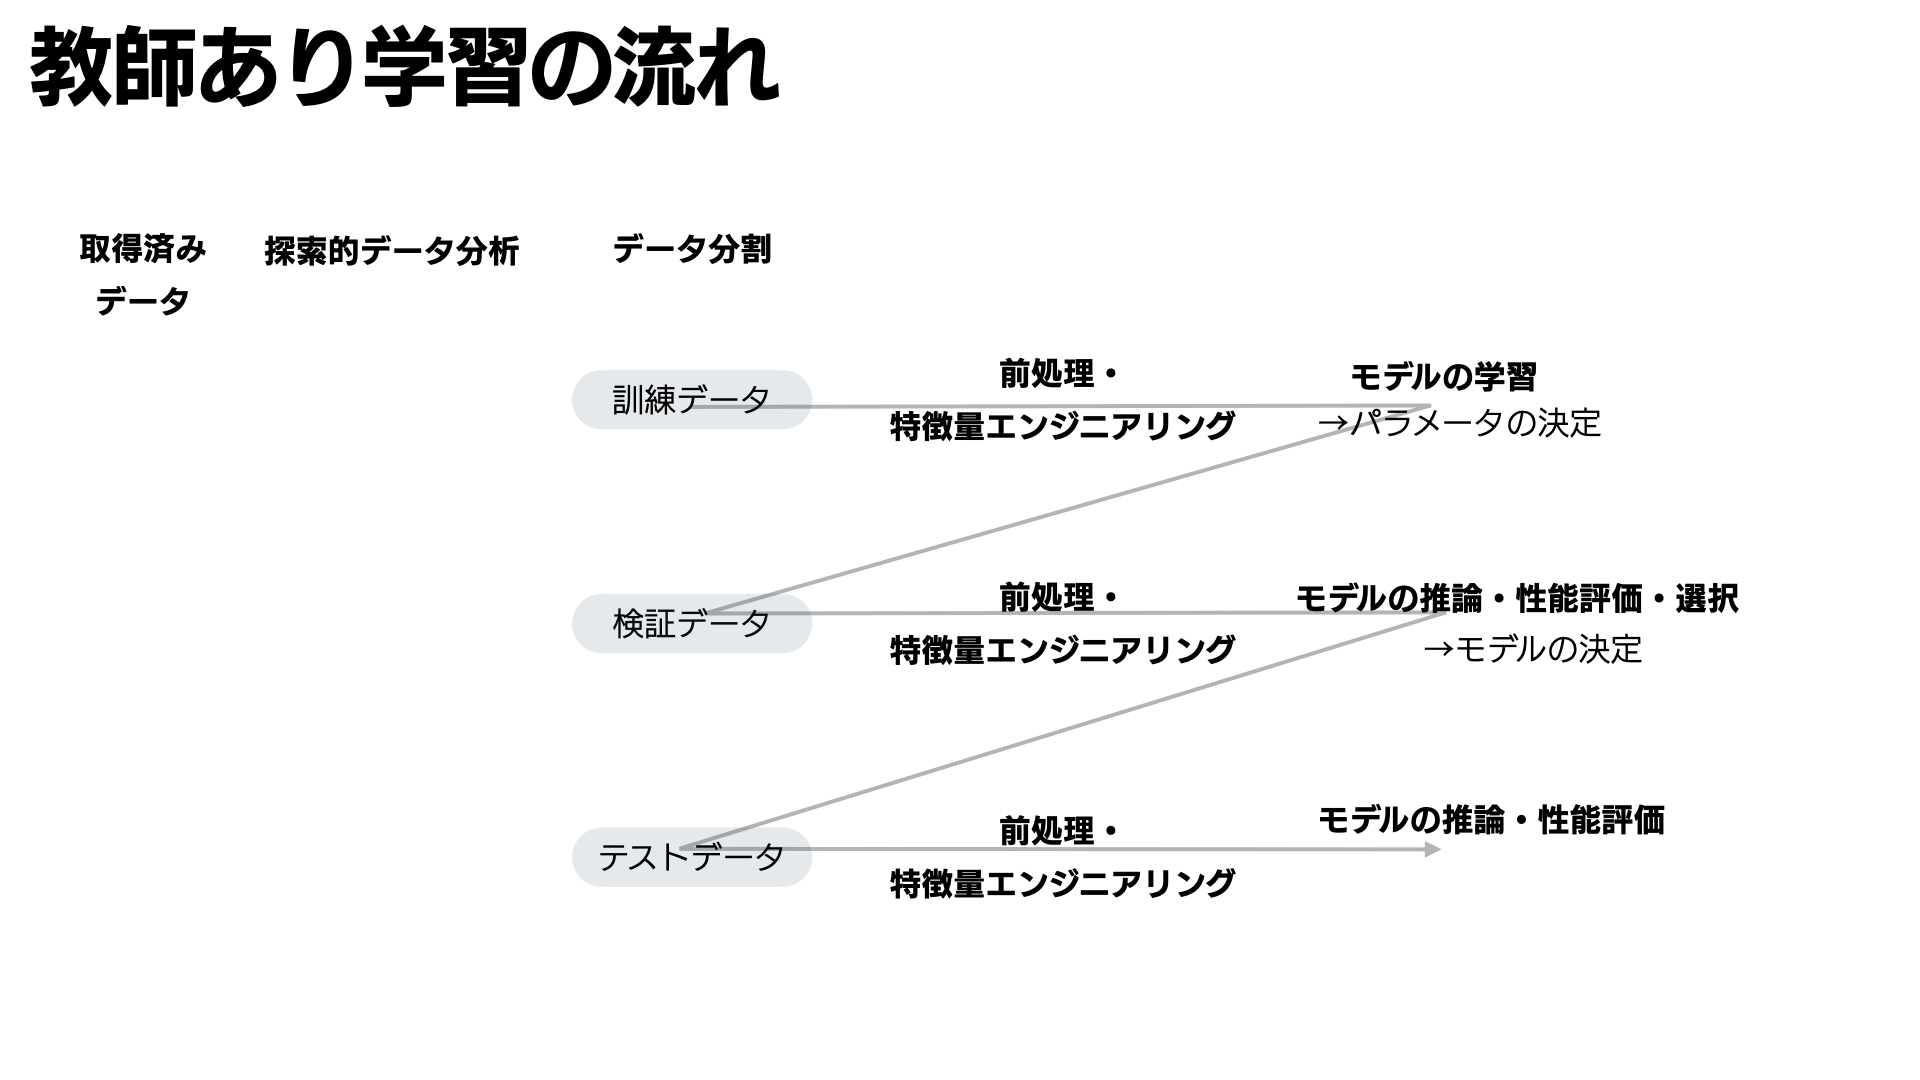 教師あり学習の流れ
取得済み
データ
探索的データ分析
データ分割
訓練データ
前処理・
特徴量エンジニアリング
モデルの学習
→パラメータの決定
検証データ
前処理・
特徴量エンジニアリング
モデルの推論・性能評価・選択
→モデルの決定
テストデータ
前処理・
特徴量エンジニアリング
モデルの推論・性能評価